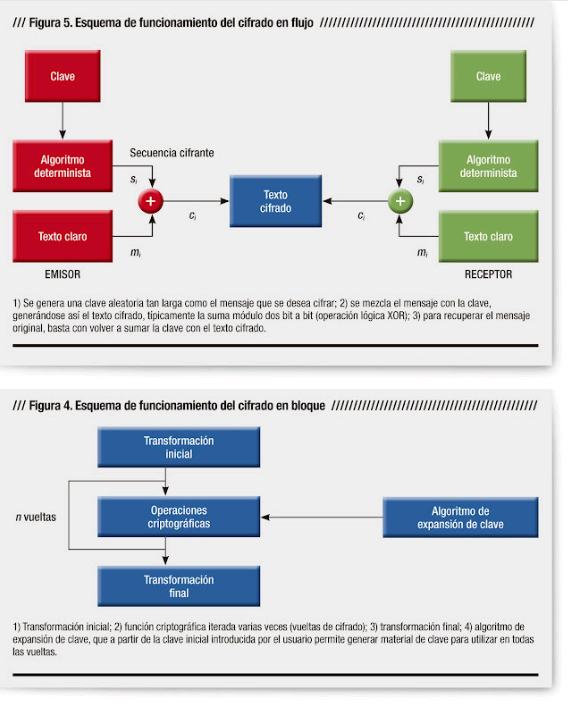 /// Figura 5. Esquema de funcionamiento del cifrado en flujo ///////////////////////////////////////////////////
Clave
Clave
Algoritmo
determinista
Secuencia cifrante
Algoritmo
determinista
si
si
+
Texto
cifrado
+
ci
ci
Texto claro
Texto claro
mi
mi
EMISOR
RECEPTOR
1) Se genera una clave aleatoria tan larga como el mensaje que se desea cifrar; 2) se mezcla el mensaje con la clave,
generándose así el texto cifrado, típicamente la suma módulo dos bit a bit (operación lógica XOR); 3) para recuperar el mensaje
original, basta con volver a sumar la clave con el texto cifrado.
/// Figura 4. Esquema de funcionamiento del cifrado en bloque /////////////////////////////////////////////////
Transformación
inicial
n vueltas
Operaciones
criptográficas
Algoritmo de
expansión de clave
Transformación
final
1) Transformación inicial; 2) función criptográfica iterada varias veces (vueltas de cifrado); 3) transformación final; 4) algoritmo de
expansión de clave, que a partir de la clave inicial introducida por el usuario permite generar material de clave para utilizar en todas
las vueltas.